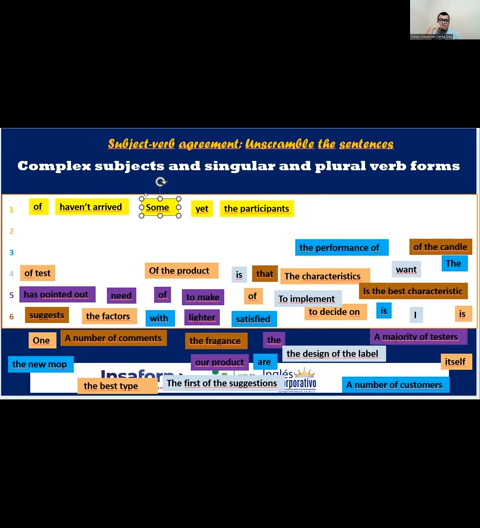 Subject-verb agreement: Unscramble the sentences
Complex subjects and singular and plural verb forms
1 of haven't arrived Some yet the participants
2
3 the performance of of the candle
4 of test Of the product is that The characteristics want The
5 has pointed out need of to make of To implement Is the best characteristic
6 suggests the factors with lighter satisfied to decide on is I is
One A number of comments the fragance the A majority of testers
the new mop our product are the design of the label itself
the best type The first of the suggestions A number of customers
Inglés